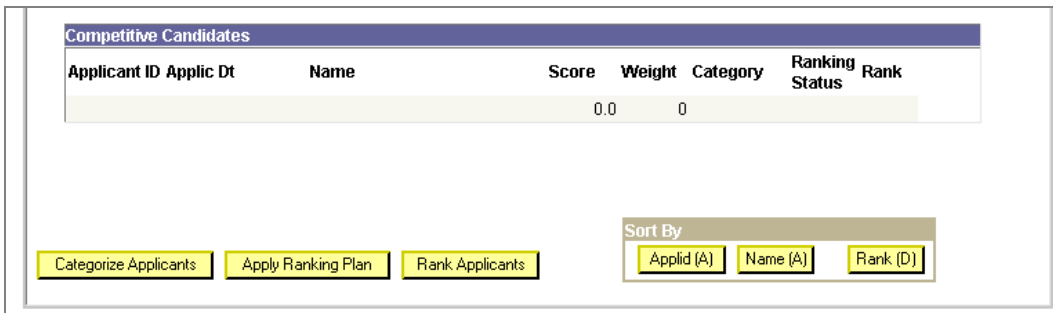 Competitive Candidates
Applicant ID Applic Dt Name Score Weight Category Ranking Status Rank
0.0 0
Sort By
Categorize Applicants Apply Ranking Plan Rank Applicants Applid (A) Name (A) Rank (D)